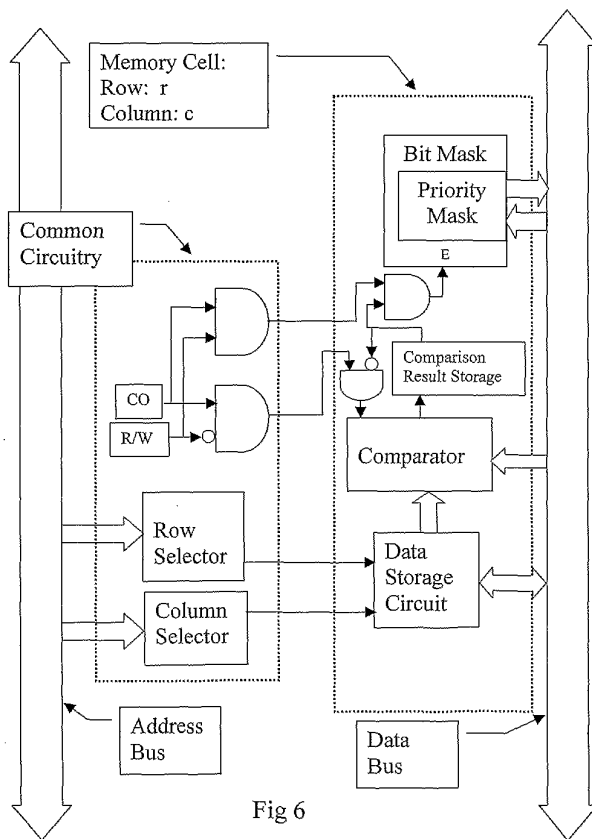 Memory Cell:
Row: r
Column: c
Bit Mask
Priority
Mask
E
Common
Circuitry
Comparison
Result Storage
CO
R/W
Comparator
Row
Selector
Data
Storage
Circuit
Column
Selector
Address
Bus
Data
Bus
Fig 6